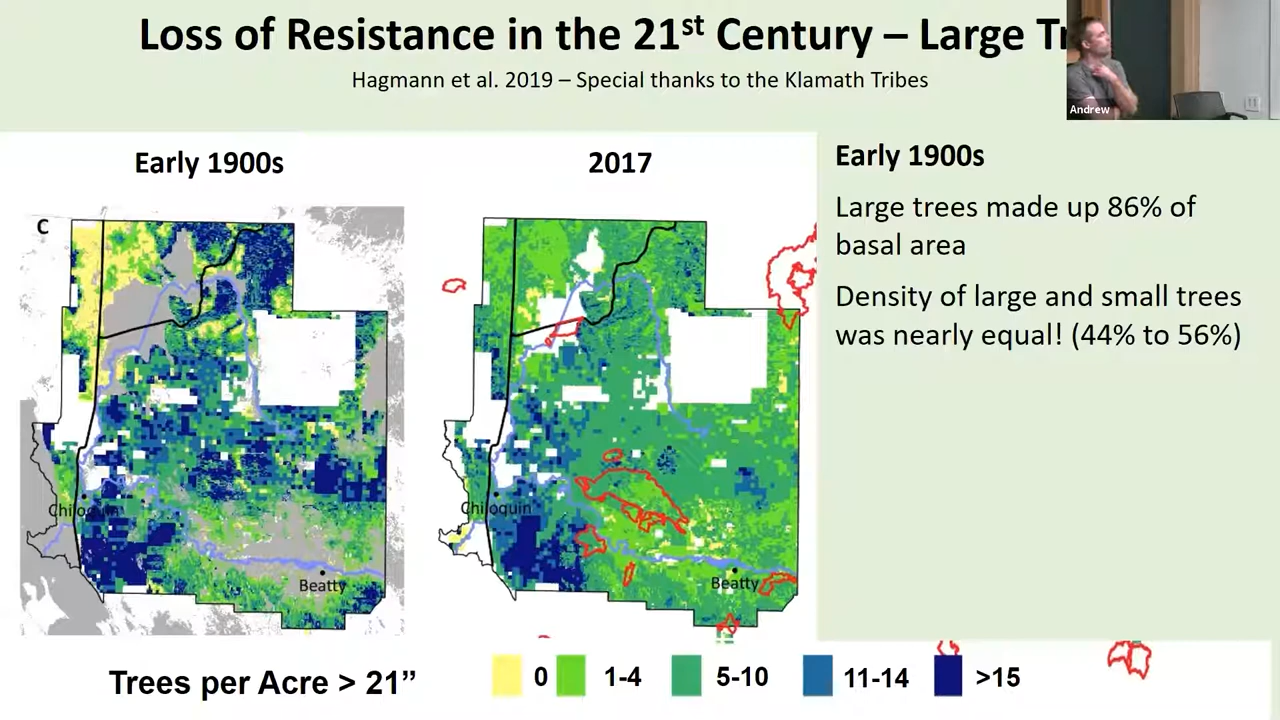 Loss of Resistance in the 21st Century – Large
Hagmann et al. 2019 – Special thanks to the Klamath Tribes
Andrew
Early 1900s
2017
Early 1900s
Large trees made up 86% of
basal area
Density of large and small trees
was nearly equal! (44% to 56%)
C
Chiloquin
Beatty
Chiloquin
Beatty
Trees per Acre > 21”
0
1-4
5-10
11-14
>15